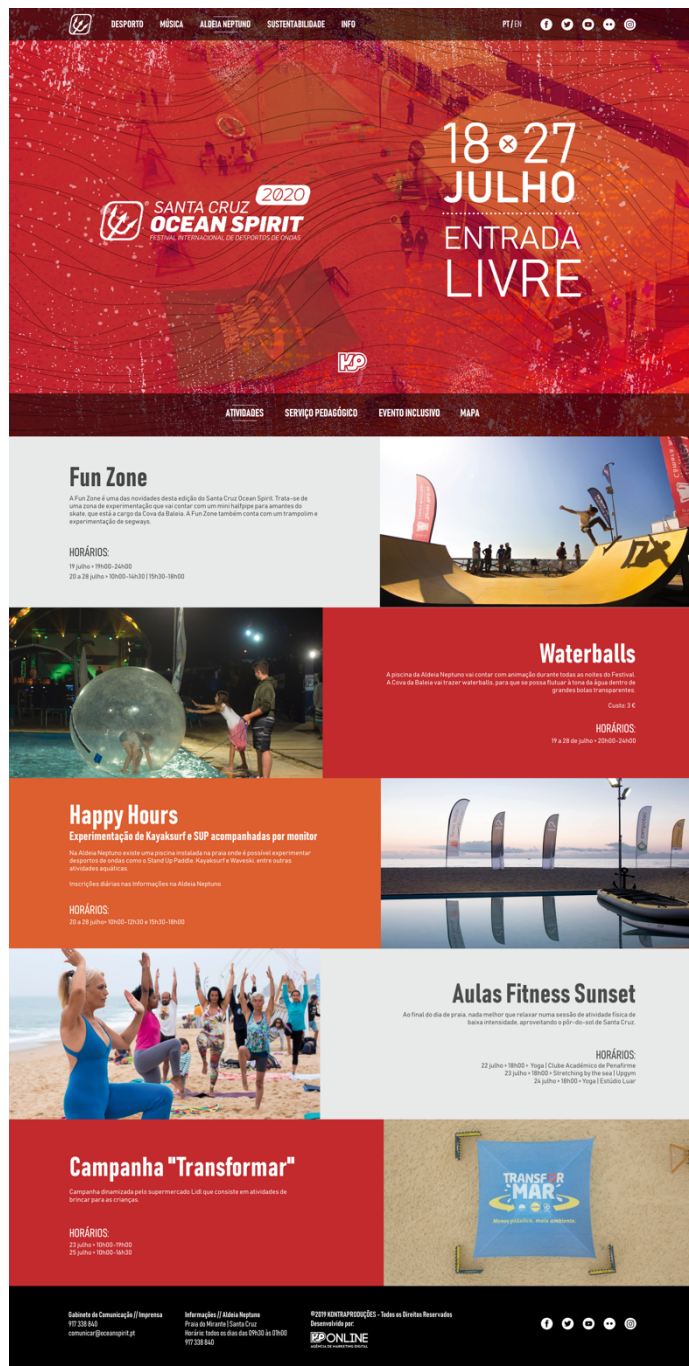 DESPORTO MÚSICA ALDEIA NEPTUNO SUSTENTABILIDADE INFO PT / EN
18 27
JULHO
ENTRADA
LIVRE
2020
SANTA CRUZ
OCEAN SPIRIT
FESTIVAL INTERNACIONAL DE DESPORTOS DE ONDAS
ATIVIDADES SERVIÇO PEDAGÓGICO EVENTO INCLUSIVO MAPA
Fun Zone
A Fun Zone é uma das novidades desta edição do Santa Cruz Ocean Spirit. Trata-se de
uma zona de experimentação que vai contar com um mini halfpipe para amantes do
skate, que está a cargo da Cova da Baleia. A Fun Zone também conta com um trampolim e
experimentação de segways.
HORÁRIOS:
19 julho • 19h00-24h00
20 a 28 julho • 10h00-14h30 | 15h30-18h00
Waterballs
A piscina da Aldeia Neptuno vai contar com animação durante todas as noites do Festival.
A Cova da Baleia vai trazer waterballs, para que se possa flutuar à tona da água dentro de
grandes bolas transparentes.
Custo: 3 €
HORÁRIOS:
19 a 28 de julho • 20h00-24h00
Happy Hours
Experimentação de Kayaksurf e SUP acompanhadas por monitor
Na Aldeia Neptuno existe uma piscina instalada na praia onde é possível experimentar
desportos de ondas como o Stand Up Paddle, Kayaksurf e Waveski, entre outras
atividades aquáticas.
Inscrições diárias nas Informações na Aldeia Neptuno.
HORÁRIOS:
20 a 28 julho• 10h00-12h30 e 15h30-18h00
Aulas Fitness Sunset
Ao final do dia de praia, nada melhor que relaxar numa sessão de atividade física de
baixa intensidade, aproveitando o pôr-do-sol de Santa Cruz.
HORÁRIOS:
22 julho • 18h00 • Yoga | Clube Académico de Penafirme
23 julho • 18h00 • Stretching by the sea | Upgym
24 julho • 18h00 • Yoga | Estúdio Luar
Campanha "Transformar"
Campanha dinamizada pelo supermercado Lidl que consiste em atividades de
brincar para as crianças.
HORÁRIOS:
23 julho • 10h00-19h00
25 julho • 10h00-16h30
TRANSFOR
MAR
Menos plástico, mais ambiente.
Gabinete de Comunicação // Imprensa
917 338 840
comunicar@oceanspirit.pt
Informações // Aldeia Neptuno
Praia do Mirante | Santa Cruz
Horário: todos os dias das 09h30 às 01h00
917 338 840
©2019 KONTRAPRODUÇÕES - Todos os Direitos Reservados
Desenvolvido por:
KP ONLINE
AGÊNCIA DE MARKETING DIGITAL